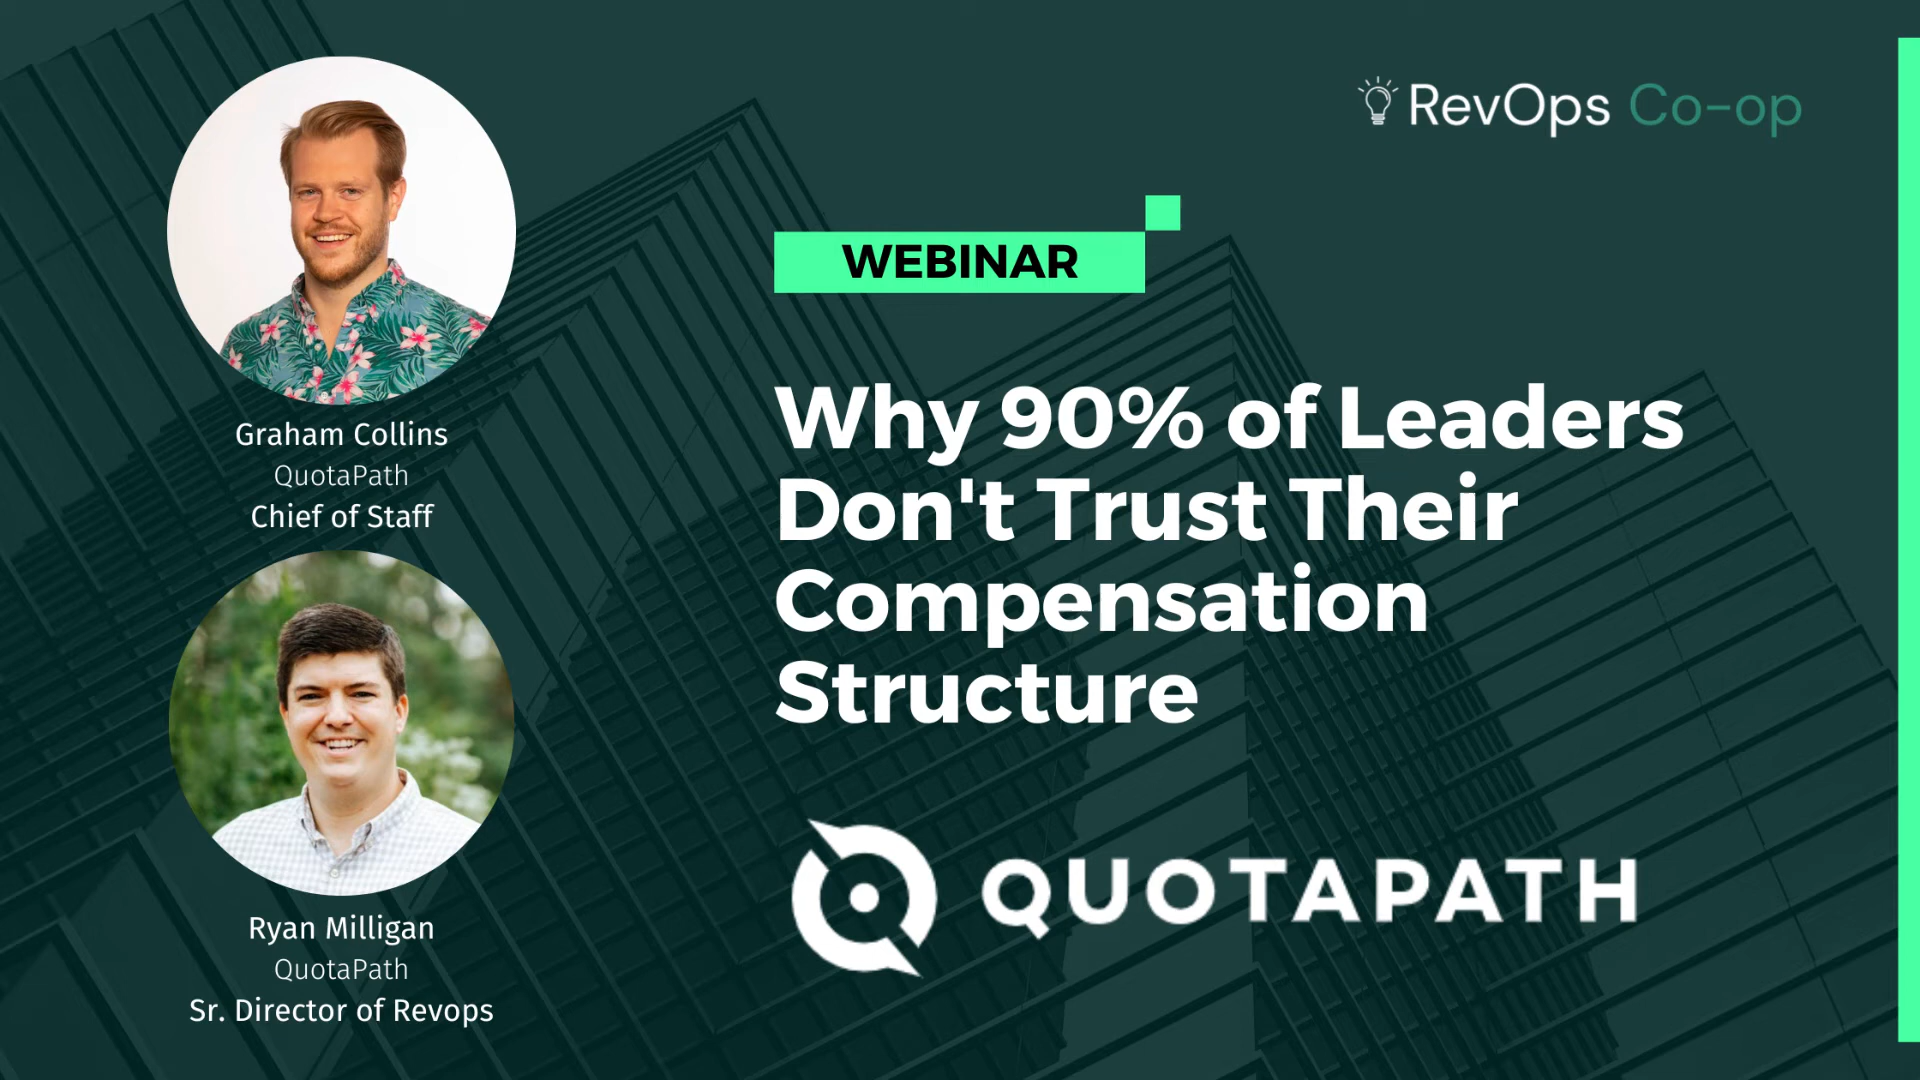 RevOps Co-op
WEBINAR
Why 90% of Leaders
Don't Trust Their
Compensation
Structure
QUOTAPATH
Graham Collins
QuotaPath
Chief of Staff
Ryan Milligan
QuotaPath
Sr. Director of Revops